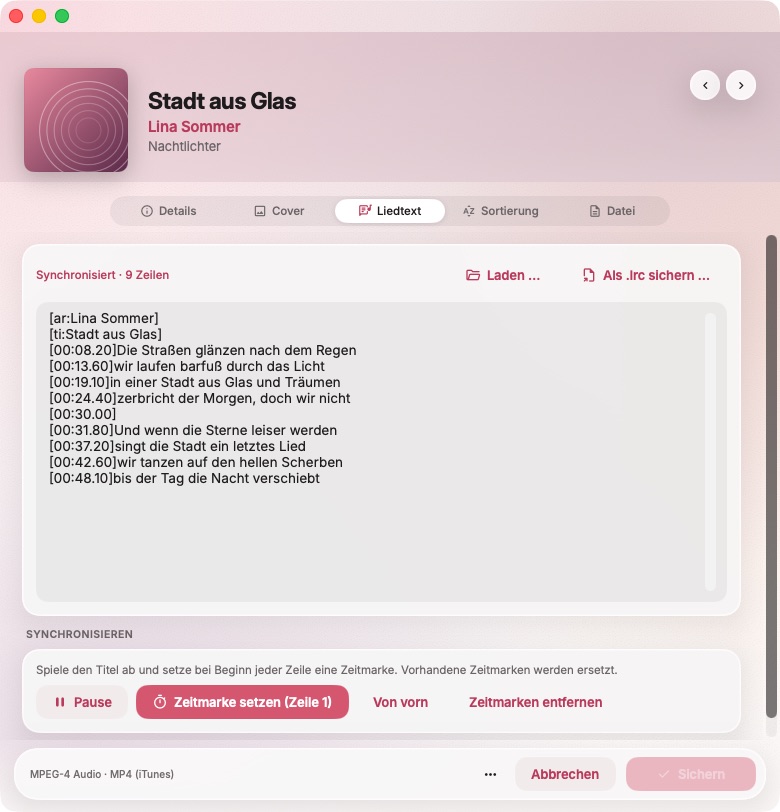 Stadt aus Glas
Lina Sommer
Nachtlichter
Details
Cover
Liedtext
Sortierung
Datei
Synchronisiert · 9 Zeilen
Laden ...
Als .lrc sichern ...
[ar:Lina Sommer]
[ti:Stadt aus Glas]
[00:08.20]Die Straßen glänzen nach dem Regen
[00:13.60]wir laufen barfuß durch das Licht
[00:19.10]in einer Stadt aus Glas und Träumen
[00:24.40]zerbricht der Morgen, doch wir nicht
[00:30.00]
[00:31.80]Und wenn die Sterne leiser werden
[00:37.20]singt die Stadt ein letztes Lied
[00:42.60]wir tanzen auf den hellen Scherben
[00:48.10]bis der Tag die Nacht verschiebt
SYNCHRONISIEREN
Spiele den Titel ab und setze bei Beginn jeder Zeile eine Zeitmarke. Vorhandene Zeitmarken werden ersetzt.
Pause
Zeitmarke setzen (Zeile 1)
Von vorn
Zeitmarken entfernen
MPEG-4 Audio · MP4 (iTunes)
Abbrechen
Sichern